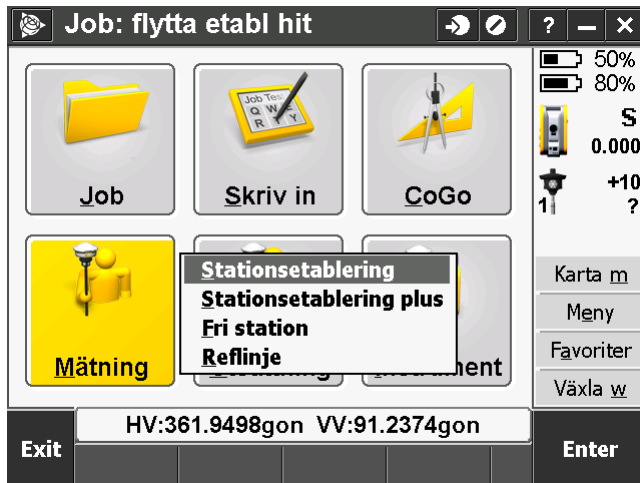 Job: flytta etabl hit
?
50%
80%
S
0.000
+10
1 ?
Job Tes
Q W E
R Y
Job
Skriv in
CoGo
Stationsetablering
Stationsetablering plus
Fri station
Reflinje
Mätning
Karta m
Meny
Favoriter
Växla w
HV:361.9498gon VV:91.2374gon
Exit
Enter